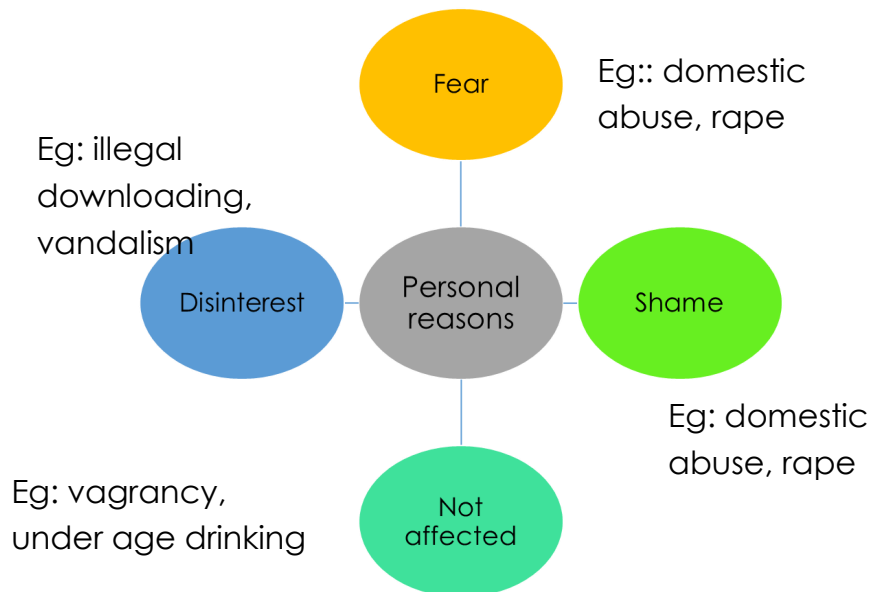 Fear
Eg:: domestic
abuse, rape
Eg: illegal
downloading,
vandalism
Disinterest
Personal
reasons
Shame
Eg: domestic
abuse, rape
Eg: vagrancy,
under age drinking
Not
affected